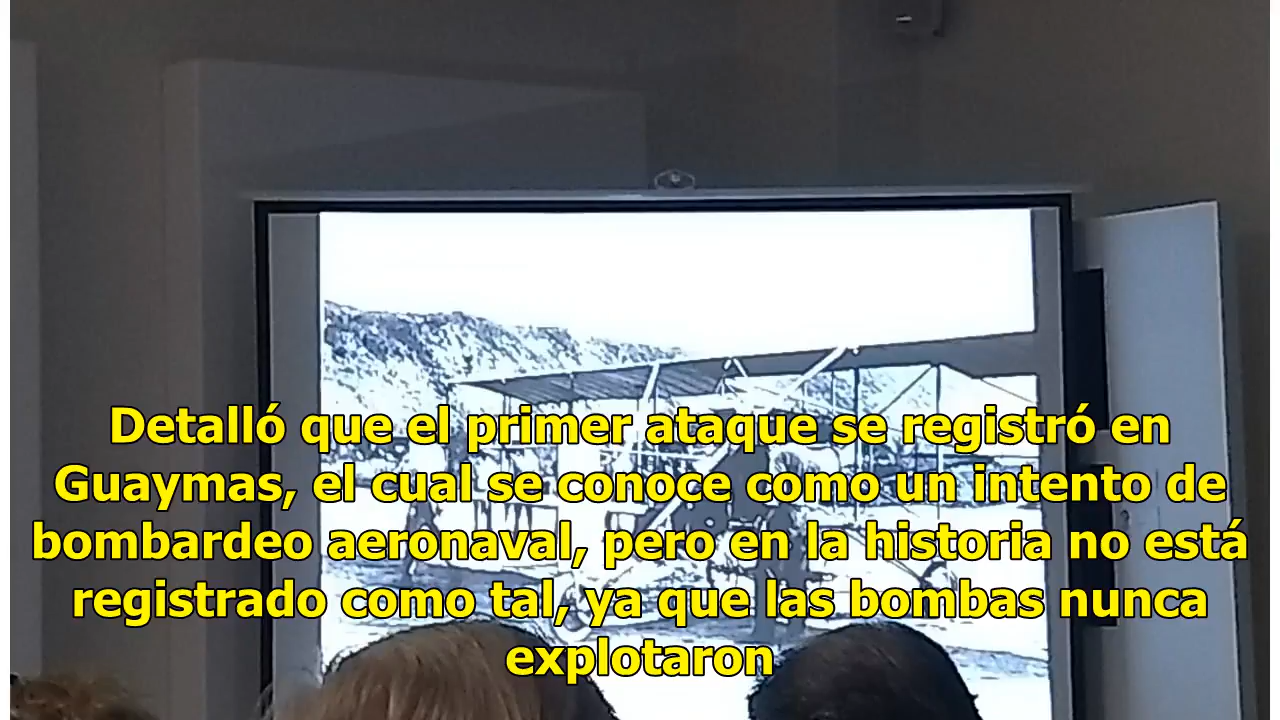 Detalló que el primer ataque se registró en
Guaymas, el cual se conoce como un intento de
bombardeo aeronaval, pero en la historia no está
registrado como tal, ya que las bombas nunca
explotaron